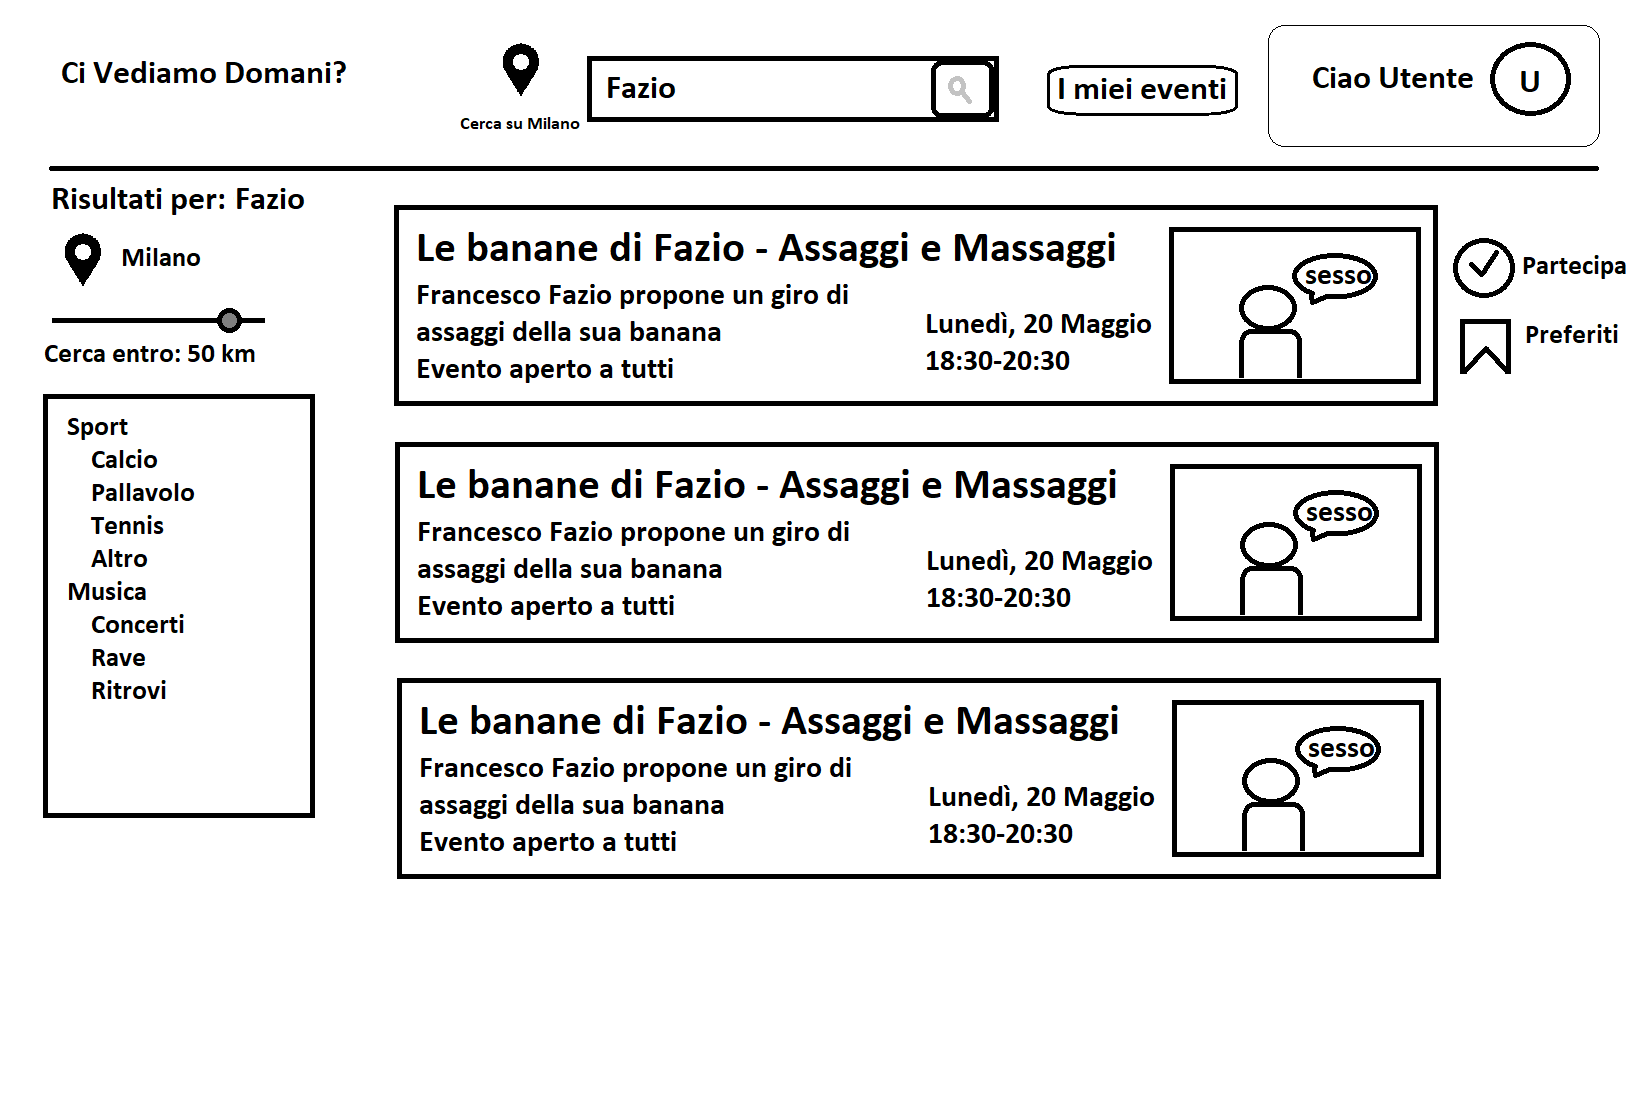 Ci Vediamo Domani?
Cerca su Milano
Fazio
I miei eventi
Ciao Utente
U
Risultati per: Fazio
Milano
Cerca entro: 50 km
Sport
Calcio
Pallavolo
Tennis
Altro
Musica
Concerti
Rave
Ritrovi
Le banane di Fazio - Assaggi e Massaggi
Francesco Fazio propone un giro di
assaggi della sua banana
Evento aperto a tutti
Lunedì, 20 Maggio
18:30-20:30
sesso
Partecipa
Preferiti
Le banane di Fazio - Assaggi e Massaggi
Francesco Fazio propone un giro di
assaggi della sua banana
Evento aperto a tutti
Lunedì, 20 Maggio
18:30-20:30
sesso
Le banane di Fazio - Assaggi e Massaggi
Francesco Fazio propone un giro di
assaggi della sua banana
Evento aperto a tutti
Lunedì, 20 Maggio
18:30-20:30
sesso